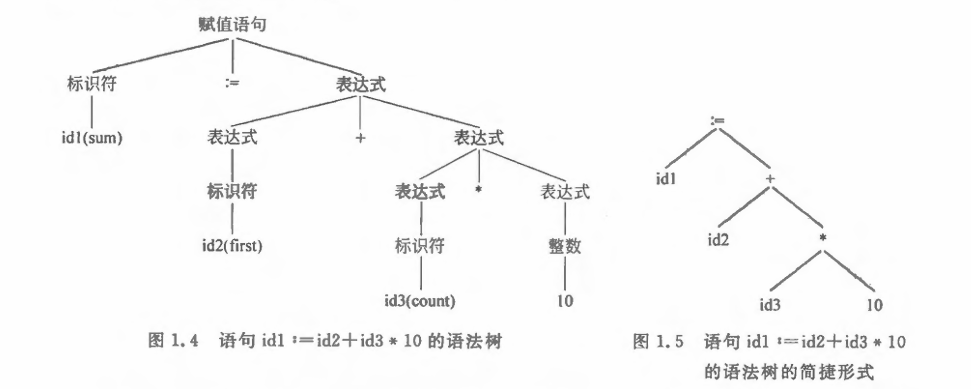 赋值语句
标识符 := 表达式
id1(sum) 表达式 + 表达式
标识符 表达式 * 表达式
id2(first) 标识符 整数
id3(count) 10
图 1.4 语句 id1 :=id2+id3 * 10 的语法树
:=
id1 +
id2 *
id3 10
图 1.5 语句 id1 :=id2+id3 * 10
的语法树的简捷形式